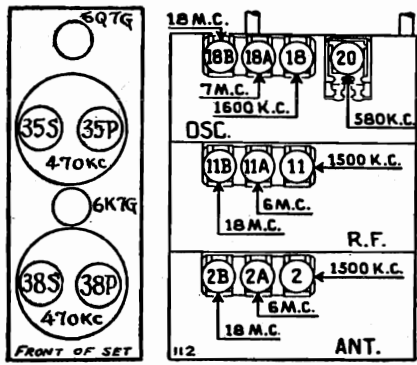 6Q7G
35S 35P
470KC
6K7G
38S 38P
470KC
FRONT OF SET
18 M.C.
18B 18A 18 20
7 M.C.
1600 K.C.
580 K.C.
OSC.
11B 11A 11 1500 K.C.
6 M.C.
18 M.C.
R.F.
2B 2A 2 1500 K.C.
6 M.C.
18 M.C.
112 ANT.